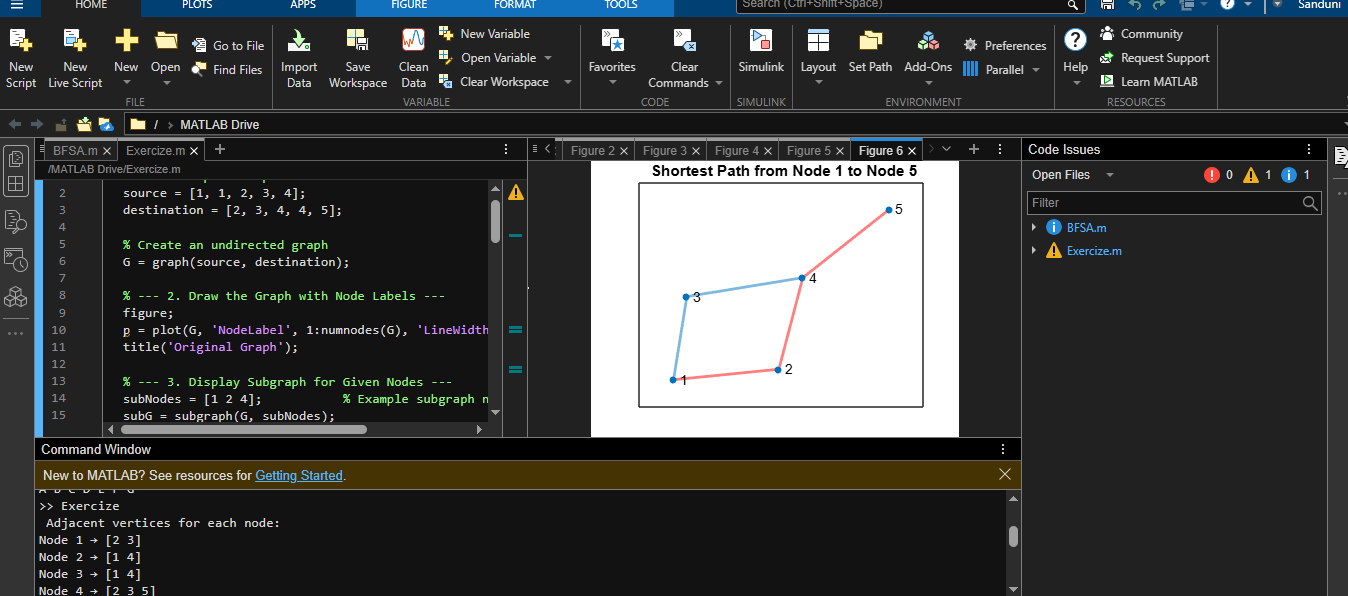 HOME PLOTS APPS FIGURE FORMAT TOOLS
Search (Ctrl+Shift+Space)
Sanduni
New Script
New Live Script
New
Open
Go to File
Find Files
FILE
Import Data
Save Workspace
Clean Data
New Variable
Open Variable
Clear Workspace
VARIABLE
Favorites
Clear Commands
CODE
Simulink
SIMULINK
Layout
Set Path
Add-Ons
Preferences
Parallel
ENVIRONMENT
Help
Community
Request Support
Learn MATLAB
RESOURCES
/ › MATLAB Drive
BFSA.m × Exercize.m × +
/MATLAB Drive/Exercize.m
2 source = [1, 1, 2, 3, 4];
3 destination = [2, 3, 4, 4, 5];
4
5 % Create an undirected graph
6 G = graph(source, destination);
7
8 % --- 2. Draw the Graph with Node Labels ---
9 figure;
10 p = plot(G, 'NodeLabel', 1:numnodes(G), 'LineWidth
11 title('Original Graph');
12
13 % --- 3. Display Subgraph for Given Nodes ---
14 subNodes = [1 2 4]; % Example subgraph n
15 subG = subgraph(G, subNodes);
Figure 2 × Figure 3 × Figure 4 × Figure 5 × Figure 6 ×
Shortest Path from Node 1 to Node 5
5
4
3
2
1
Code Issues
Open Files
0 1 1
Filter
BFSA.m
Exercize.m
Command Window
New to MATLAB? See resources for Getting Started.
A B C D E F G
>> Exercize
Adjacent vertices for each node:
Node 1 → [2 3]
Node 2 → [1 4]
Node 3 → [1 4]
Node 4 → [2 3 5]